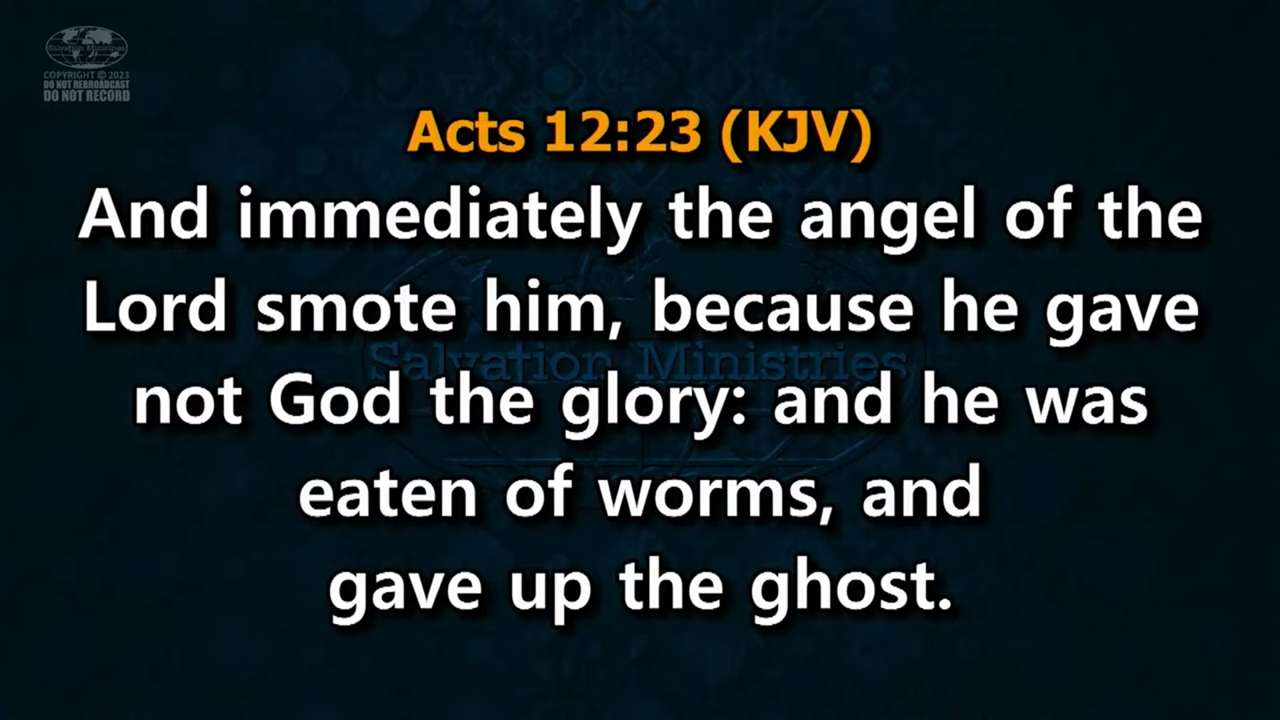 Salvation Ministries
COPYRIGHT © 2023
DO NOT REBROADCAST
DO NOT RECORD
Acts 12:23 (KJV)
And immediately the angel of the
Lord smote him, because he gave
Salvation Ministries
not God the glory: and he was
eaten of worms, and
gave up the ghost.